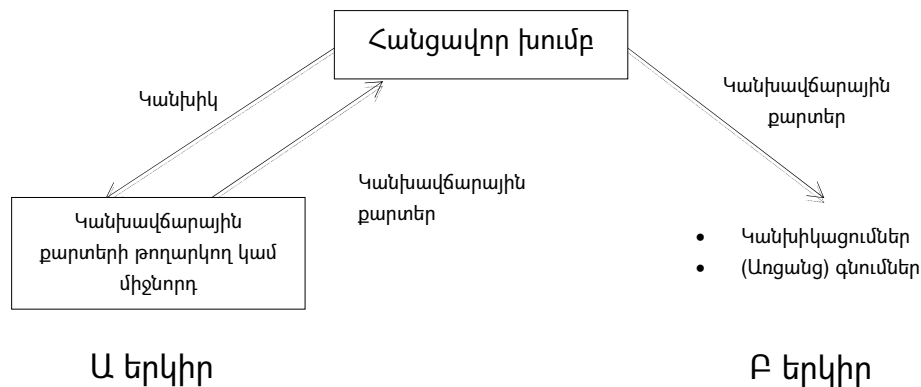 Հանցավոր խումբ
Կանխիկ
Կանխավճարային
քարտեր
Կանխավճարային
քարտեր
Կանխավճարային
քարտերի թողարկող կամ
միջնորդ
• Կանխիկացումներ
• (Առցանց) գնումներ
Ա երկիր
Բ երկիր